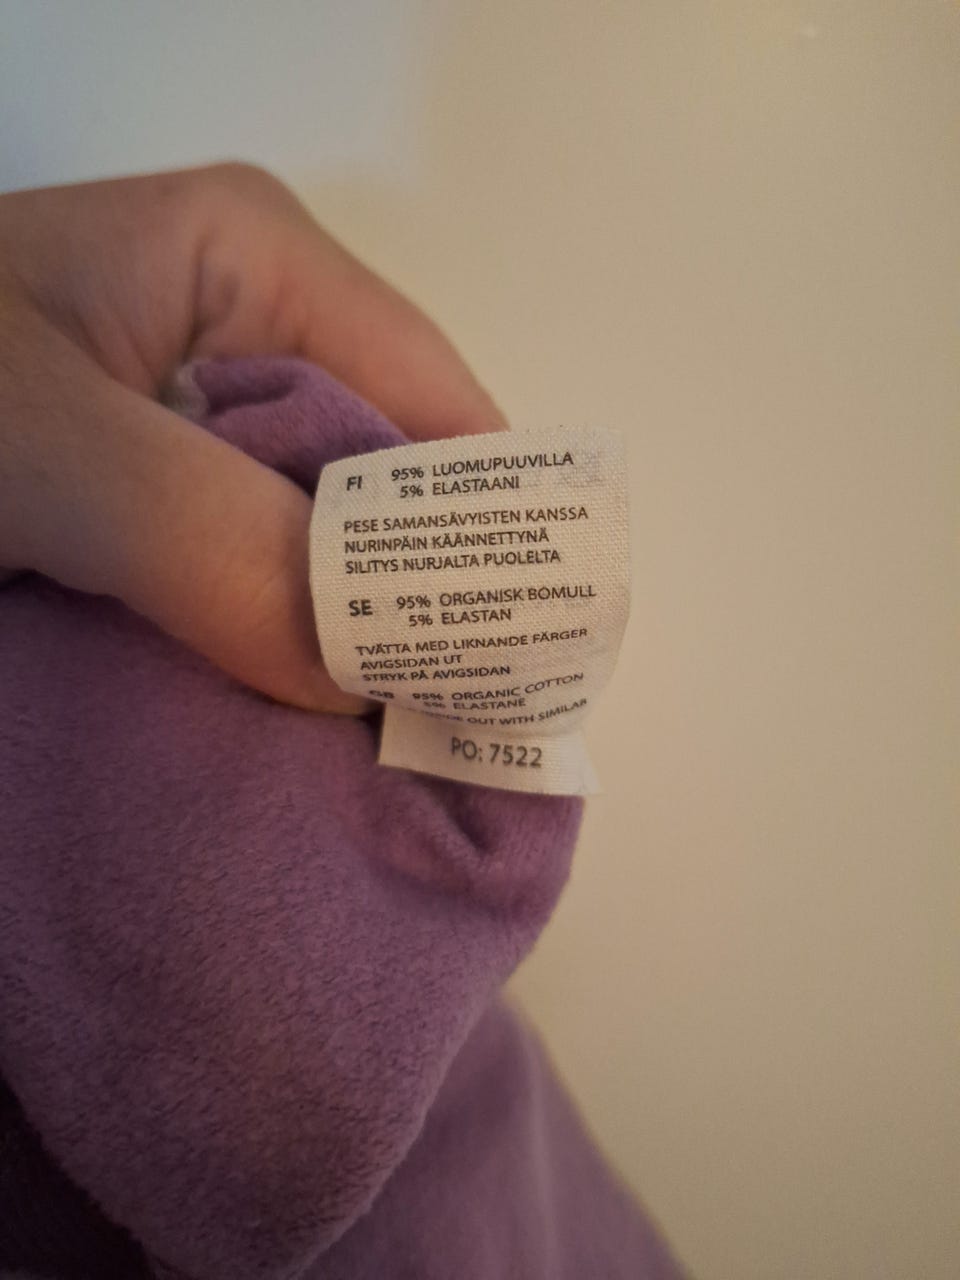 FI 95% LUOMUPUUVILLA
5% ELASTAANI
PESE SAMANSÄVYISTEN KANSSA
NURINPÄIN KÄÄNNETTYNÄ
SILITYS NURJALTA PUOLELTA
SE 95% ORGANISK BOMULL
5% ELASTAN
TVÄTTA MED LIKNANDE FÄRGER
AVIGSIDAN UT
STRYK PÅ AVIGSIDAN
GB 95% ORGANIC COTTON
5% ELASTANE
OUT WITH SIMILAR
PO: 7522